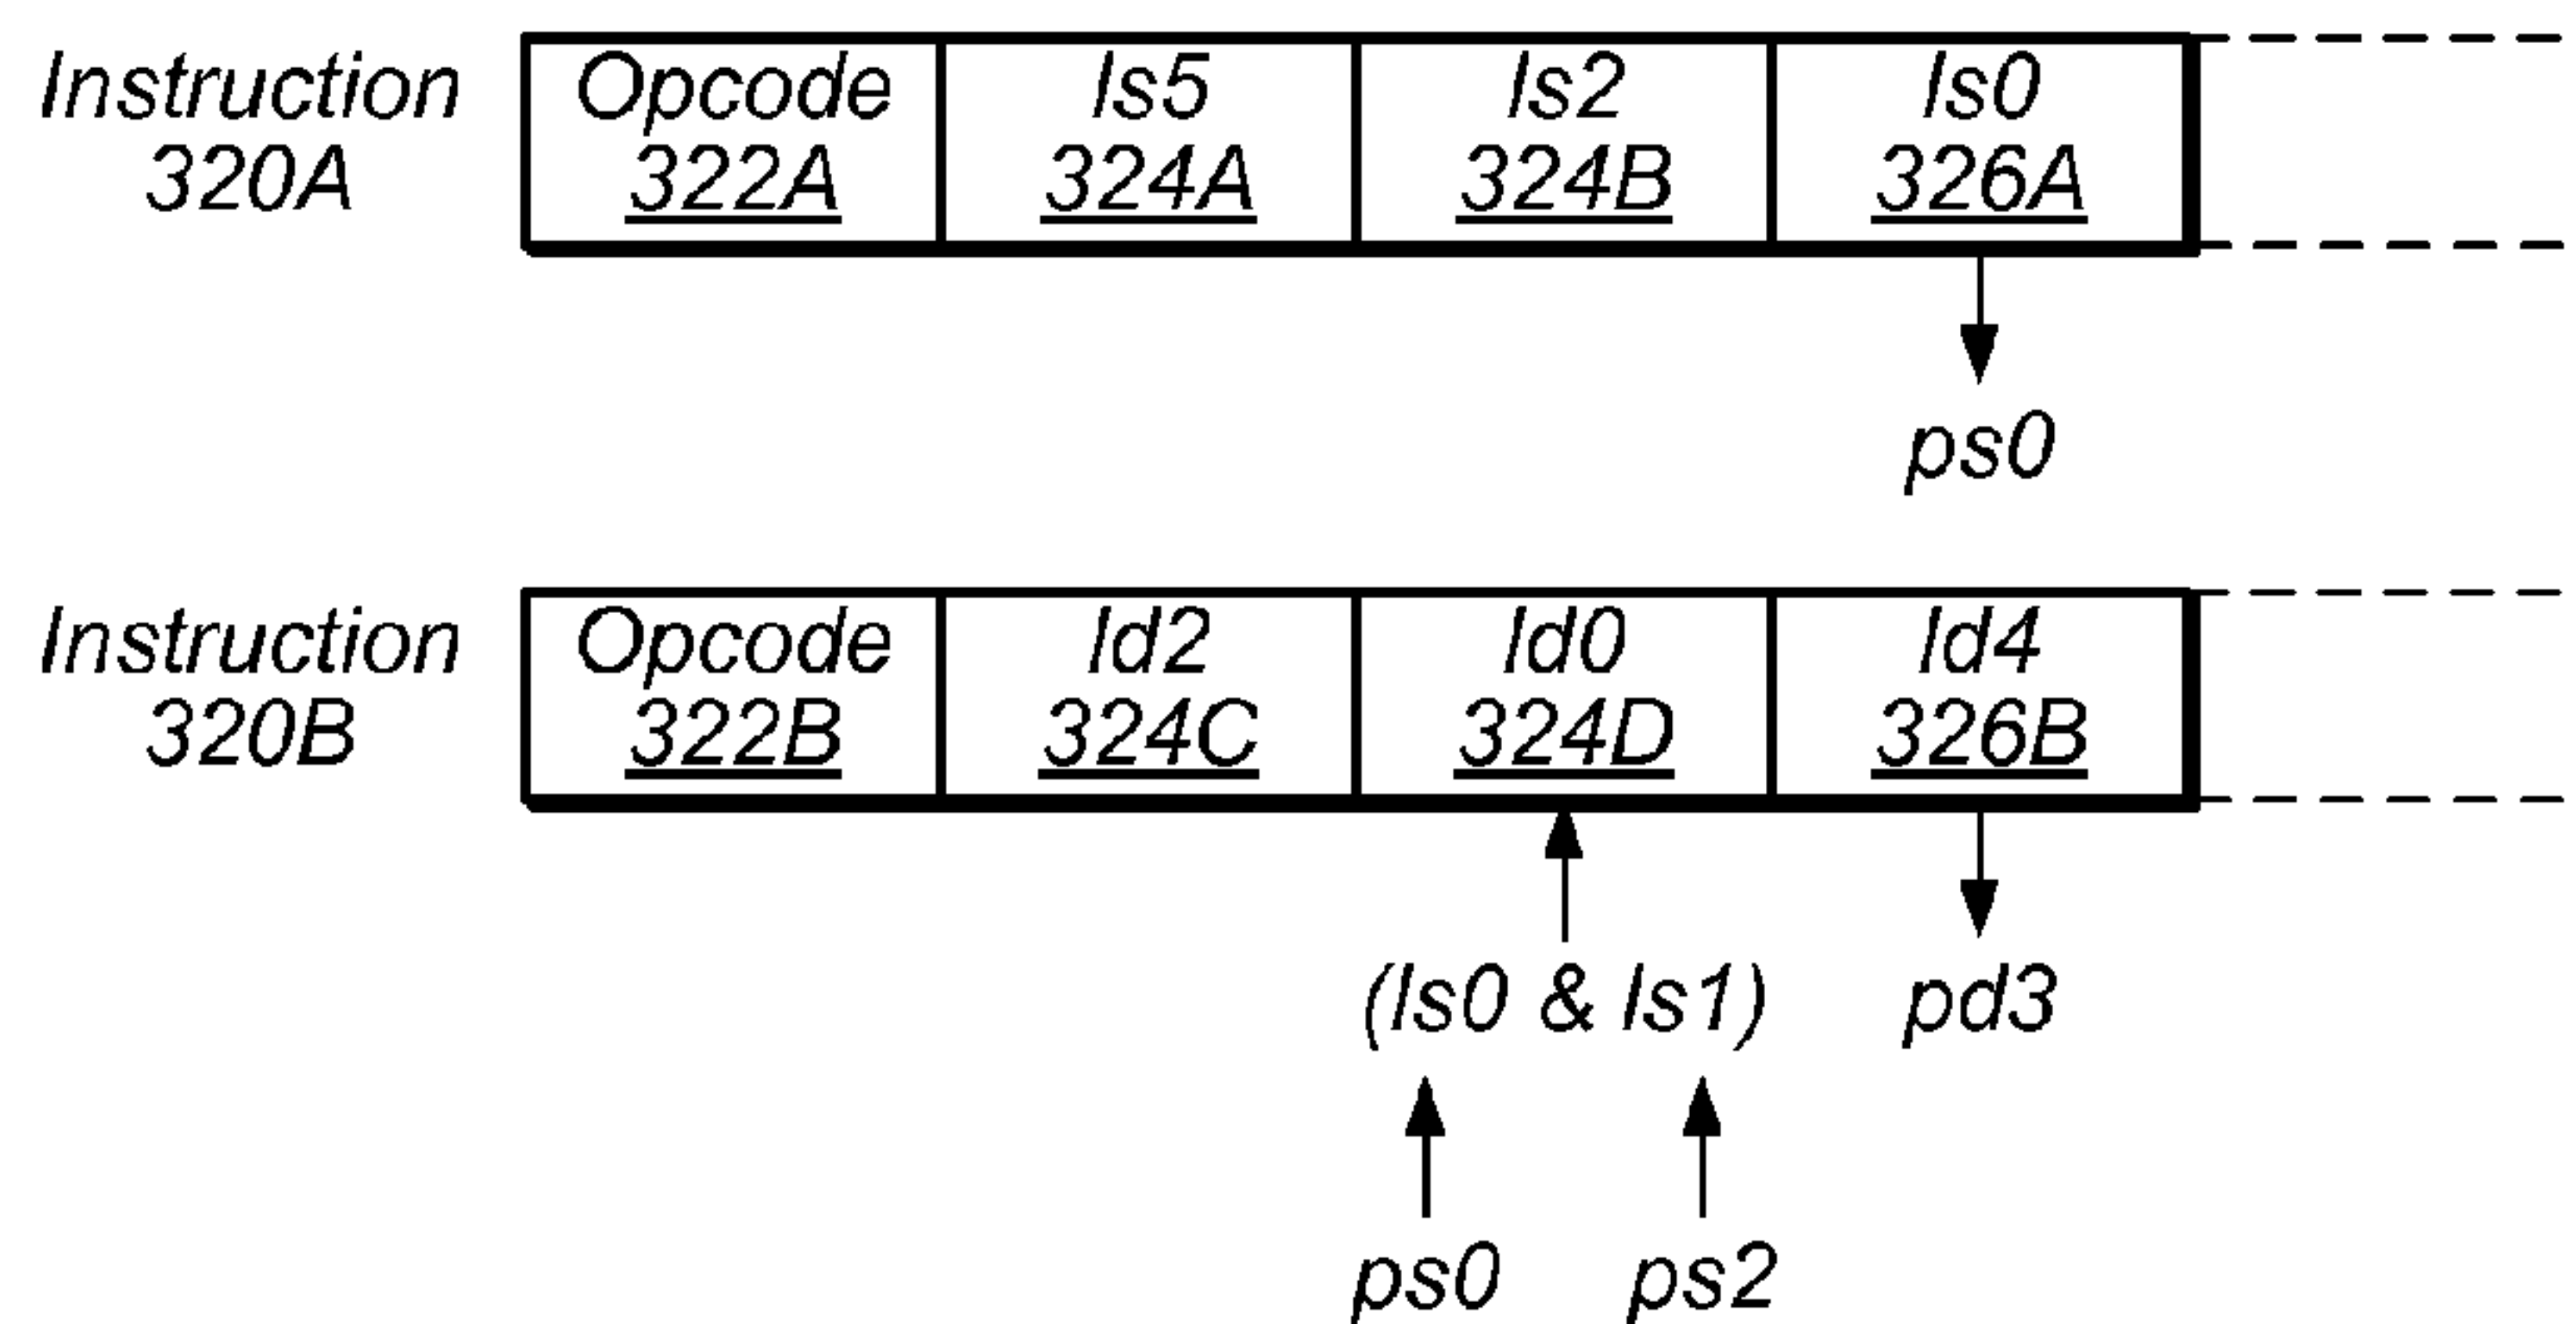 Instruction
320A
Opcode
322A
ls5
324A
ls2
324B
ls0
326A
ps0
Instruction
320B
Opcode
322B
ld2
324C
ld0
324D
ld4
326B
(ls0 & ls1)
pd3
ps0
ps2